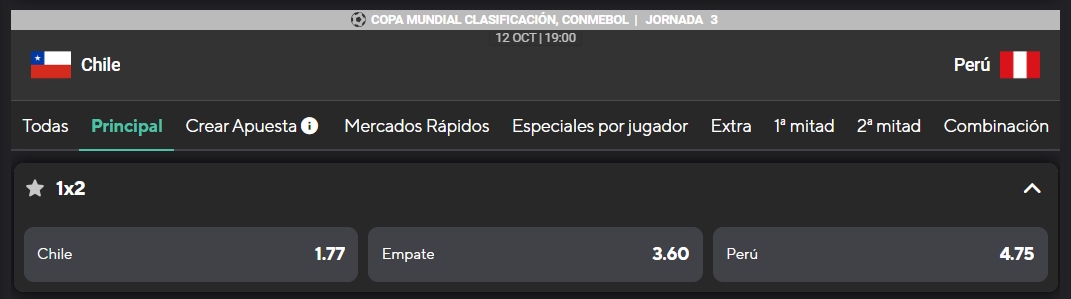 COPA MUNDIAL CLASIFICACIÓN, CONMEBOL | JORNADA 3
12 OCT | 19:00
Chile Perú
Todas Principal Crear Apuesta i Mercados Rápidos Especiales por jugador Extra 1ª mitad 2ª mitad Combinación
1x2
Chile 1.77 Empate 3.60 Perú 4.75